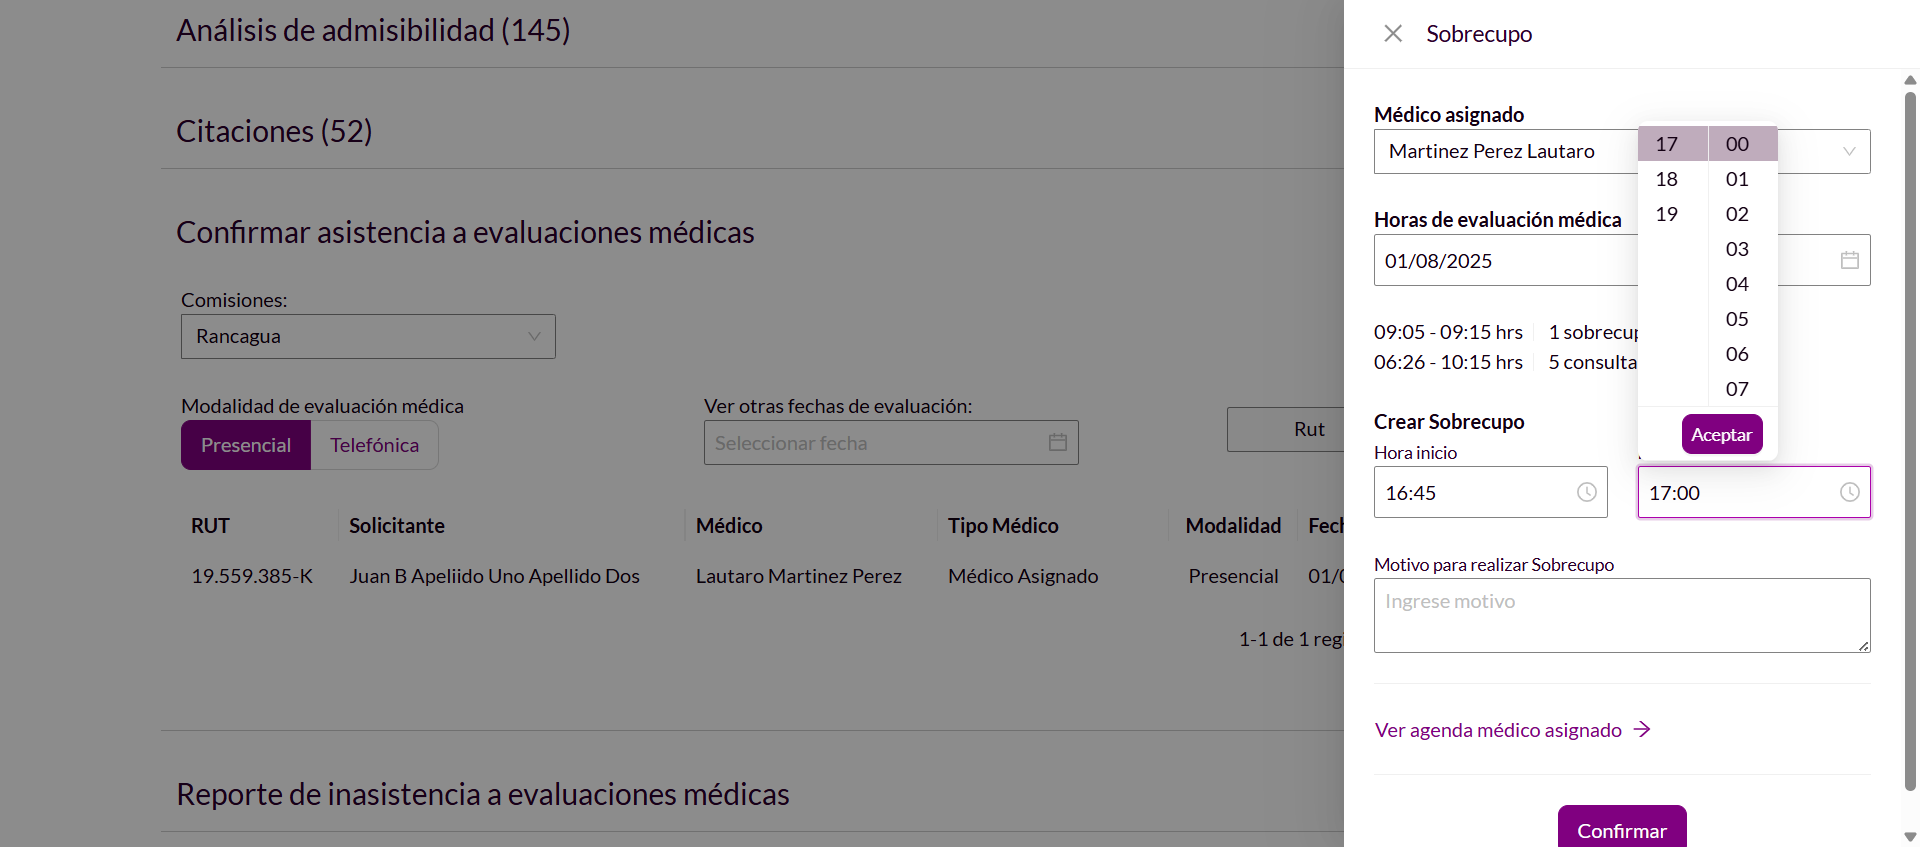 Análisis de admisibilidad (145)
Citaciones (52)
Confirmar asistencia a evaluaciones médicas
Comisiones:
Rancagua
Modalidad de evaluación médica
Presencial Telefónica
Ver otras fechas de evaluación:
Seleccionar fecha
Rut
RUT Solicitante Médico Tipo Médico Modalidad
19.559.385-K Juan B Apeliido Uno Apellido Dos Lautaro Martinez Perez Médico Asignado Presencial
1-1 de 1
Reporte de inasistencia a evaluaciones médicas
Sobrecupo
Médico asignado
Martinez Perez Lautaro
Horas de evaluación médica
01/08/2025
09:05 - 09:15 hrs 1
06:26 - 10:15 hrs 5 consulta
17 00
18 01
19 02
03
04
05
06
07
Aceptar
Crear Sobrecupo
Hora inicio
16:45
17:00
Motivo para realizar Sobrecupo
Ingrese motivo
Ver agenda médico asignado
Confirmar